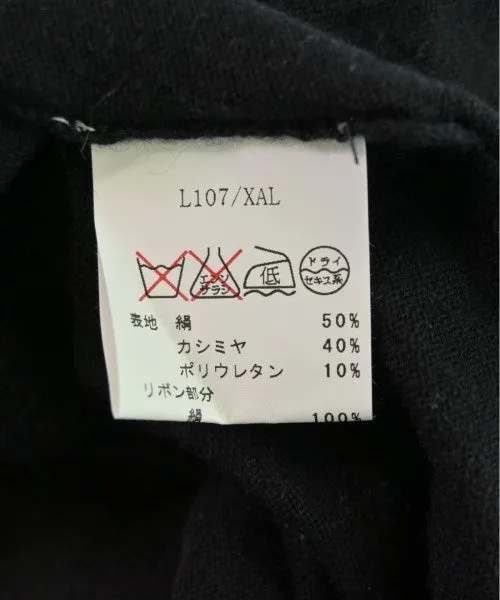 L107/XAL
エンソ
サラシ
低
ドライ
セキユ系
表地 絹 50%
カシミヤ 40%
ポリウレタン 10%
リボン部分
絹 100%